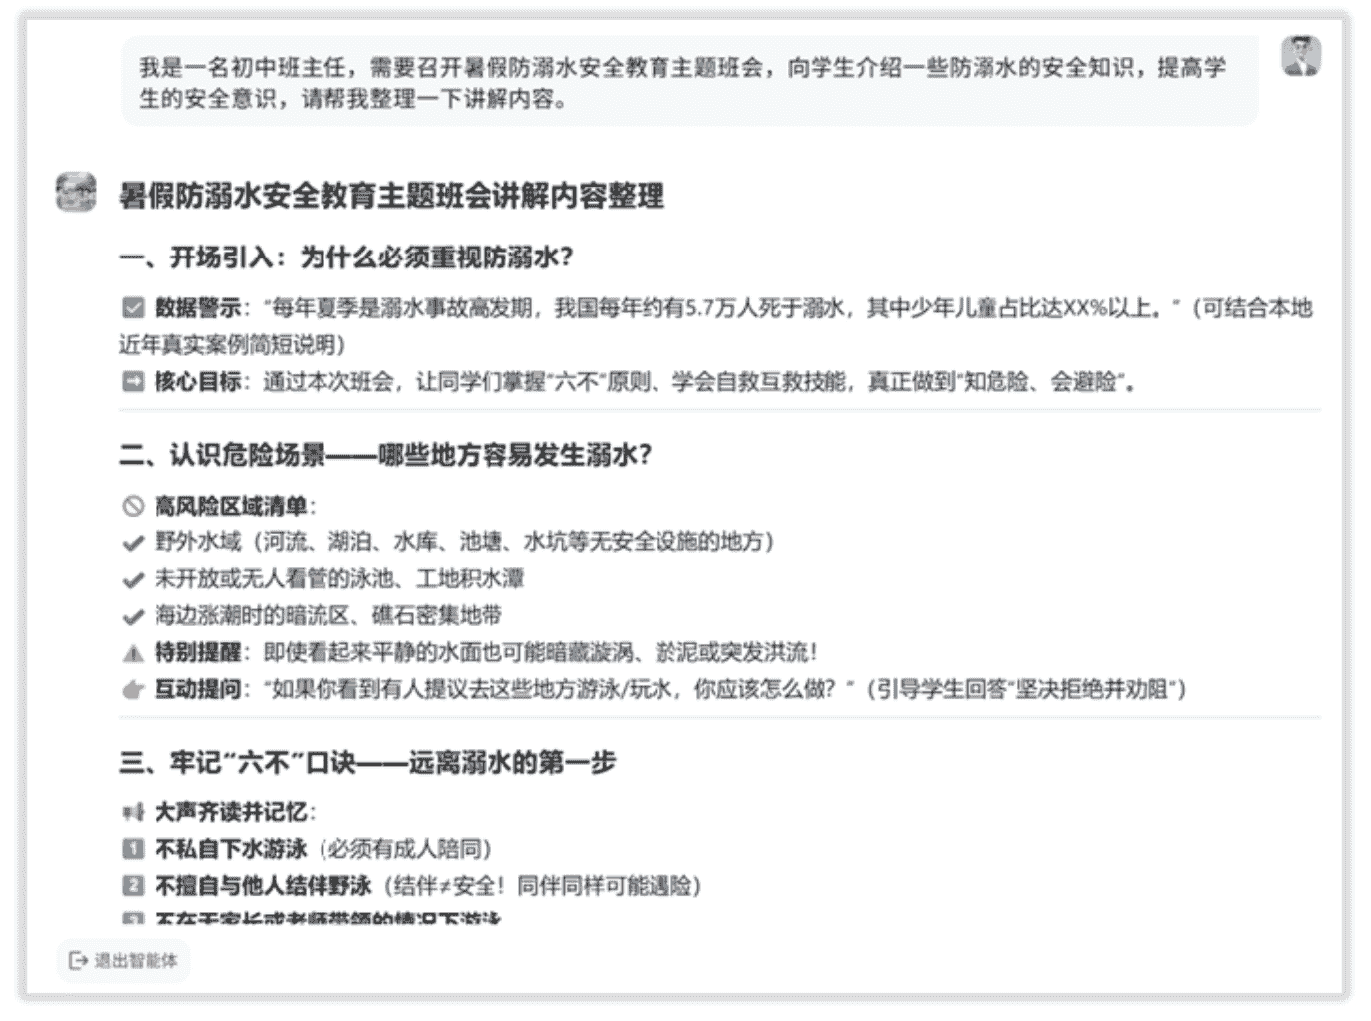 我是一名初中班主任，需要召开暑假防溺水安全教育主题班会，向学生介绍一些防溺水的安全知识，提高学
生的安全意识，请帮我整理一下讲解内容。
暑假防溺水安全教育主题班会讲解内容整理
一、开场引入：为什么必须重视防溺水？
数据警示：“每年夏季是溺水事故高发期，我国每年约有5.7万人死于溺水，其中少年儿童占比达XX%以上。”（可结合本地
近年真实案例简短说明）
核心目标：通过本次班会，让同学们掌握“六不”原则、学会自救互救技能，真正做到“知危险、会避险”。
二、认识危险场景——哪些地方容易发生溺水？
高风险区域清单：
野外水域（河流、湖泊、水库、池塘、水坑等无安全设施的地方）
未开放或无人看管的泳池、工地积水潭
海边涨潮时的暗流区、礁石密集地带
特别提醒：即使看起来平静的水面也可能暗藏漩涡、淤泥或突发洪流！
互动提问：“如果你看到有人提议去这些地方游泳/玩水，你应该怎么做？”（引导学生回答“坚决拒绝并劝阻”）
三、牢记“六不”口诀——远离溺水的第一步
大声齐读并记忆：
1 不私自下水游泳（必须有成人陪同）
2 不擅自与他人结伴野泳（结伴≠安全！同伴同样可能遇险）
3 不在无家长或老师带领的情况下游泳
退出智能体